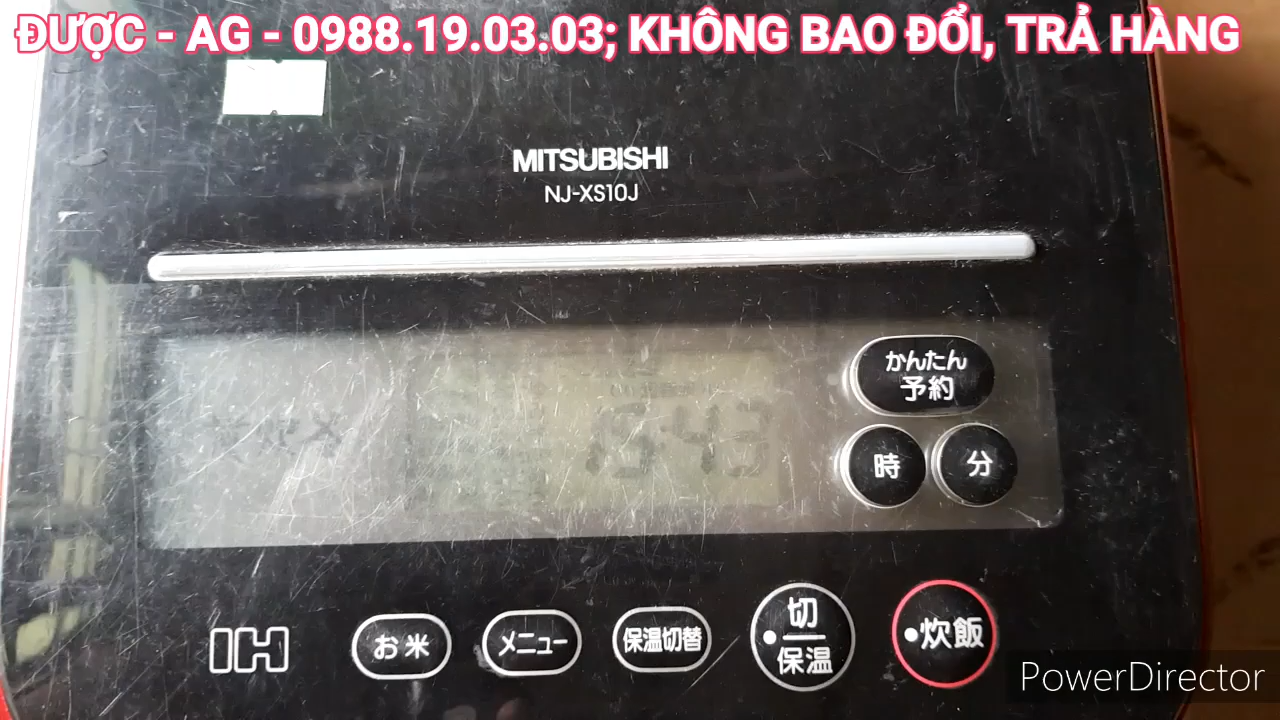 ĐƯỢC - AG - 0988.19.03.03; KHÔNG BAO ĐỔI, TRẢ HÀNG
MITSUBISHI
NJ-XS10J
かんたん
予約
15:43
時
分
IH
お米
メニュー
保温切替
切
保温
炊飯
PowerDirector